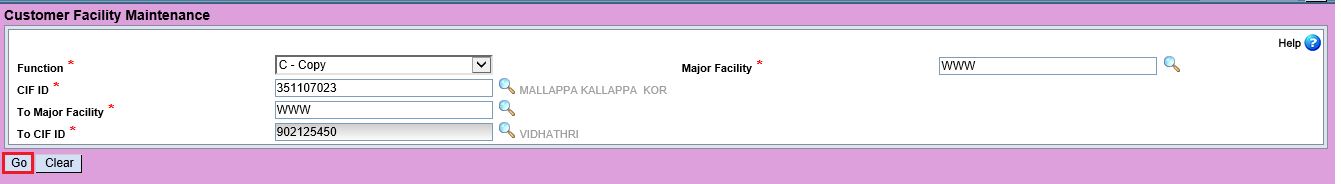 Customer Facility Maintenance
Help ?
Function * C - Copy Major Facility * WWW
CIF ID * 351107023 MALLAPPA KALLAPPA KOR
To Major Facility * WWW
To CIF ID * 902125450 VIDHATHRI
Go Clear